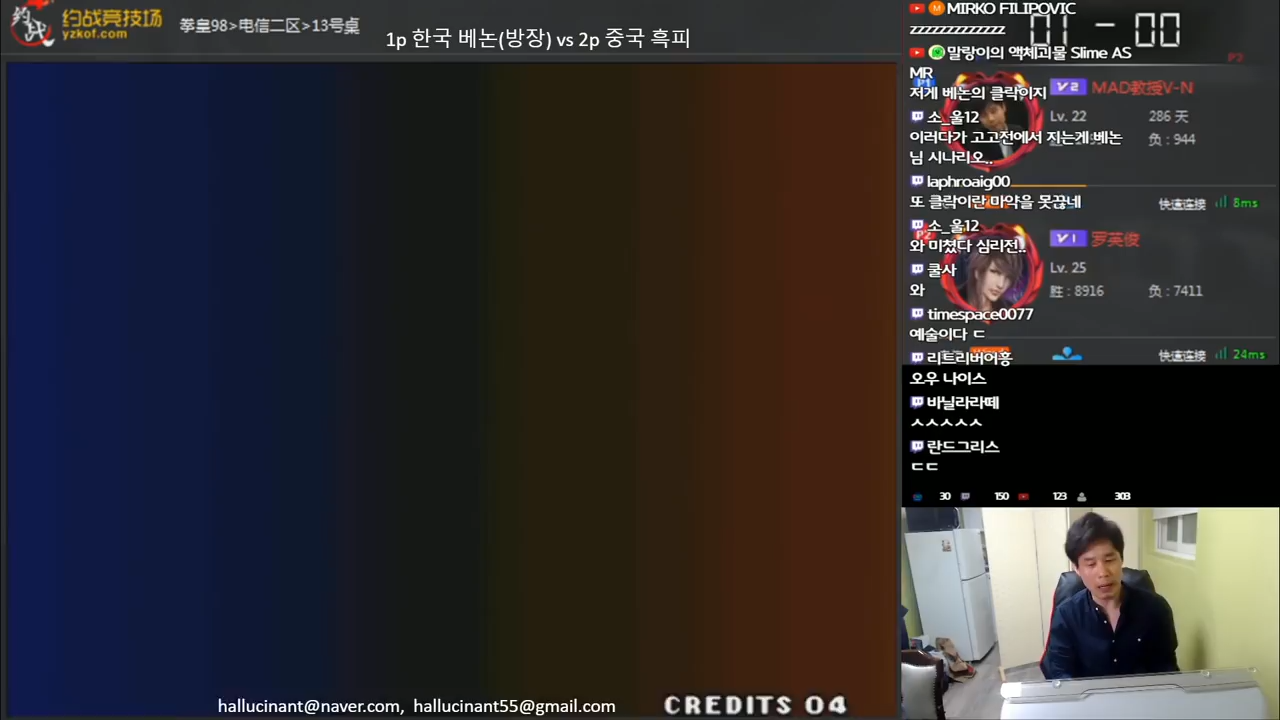 约战竞技场
yzkof.com
拳皇98>电信二区>13号桌
1p 한국 베논(방장) vs 2p 중국 흑피
MIRKO FILIPOVIC
zzzzzzzzzzzzz
01 - 00
말랑이의 액체괴물 Slime AS
MR
P2
P1
저게 베논의 클락이지
V 2 MAD教授V-N
소_울12
Lv. 22 286 天
이러다가 고고전에서 지는게 베논
님 시나리오..
负 : 944
laphroaig00
또 클락이란 마약을 못끊네
快速连接 8ms
소_울12
P2
와 미쳤다 심리전..
V 1 罗英俊
쿨사
와
Lv. 25
胜 : 8916 负 : 7411
timespace0077
예술이다 ㄷ
리트리버어흥
快速连接 24ms
오우 나이스
바닐라라떼
ㅅㅅㅅㅅㅅ
란드그리스
ㄷㄷ
30 150 123 303
hallucinant@naver.com, hallucinant55@gmail.com
CREDITS 04